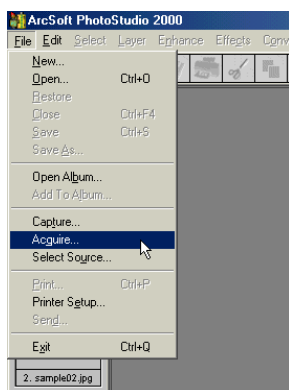 ArcSoft PhotoStudio 2000
File Edit Select Layer Enhance Effects Conv
New...
Open... Ctrl+O
Restore
Close Ctrl+F4
Save Ctrl+S
Save As...
Open Album...
Add To Album...
Capture...
Acquire...
Select Source...
Print... Ctrl+P
Printer Setup...
Send...
Exit Ctrl+Q
2. sample02.jpg